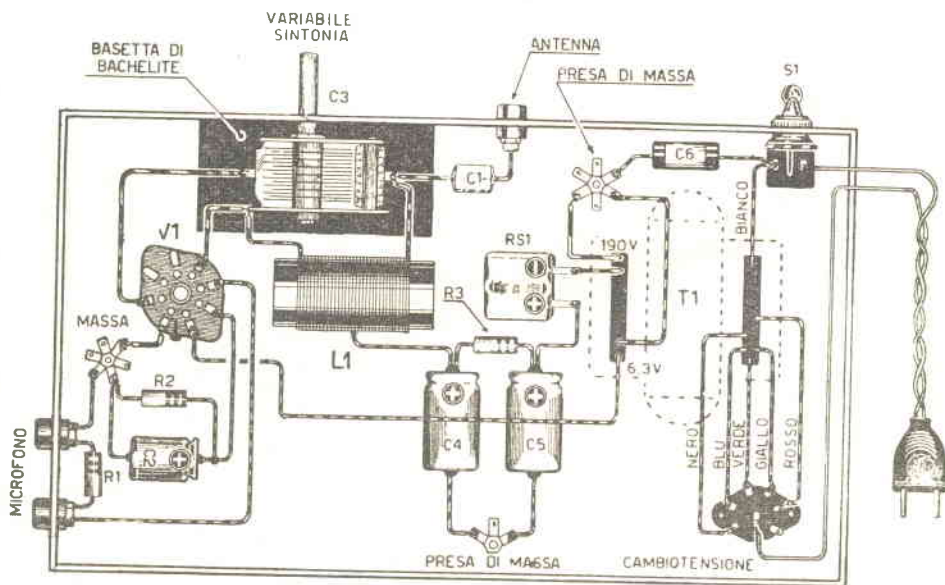 VARIABILE
SINTONIA
BASETTA DI
BACHELITE
C3
ANTENNA
PRESA DI MASSA
S1
C1
C6
BIANCO
V1
RS1
190V
T1
R3
MASSA
L1
6,3V
R2
C2
C4
C5
R1
MICROFONO
NERO
BLU
VERDE
GIALLO
ROSSO
PRESA DI MASSA
CAMBIOTENSIONE